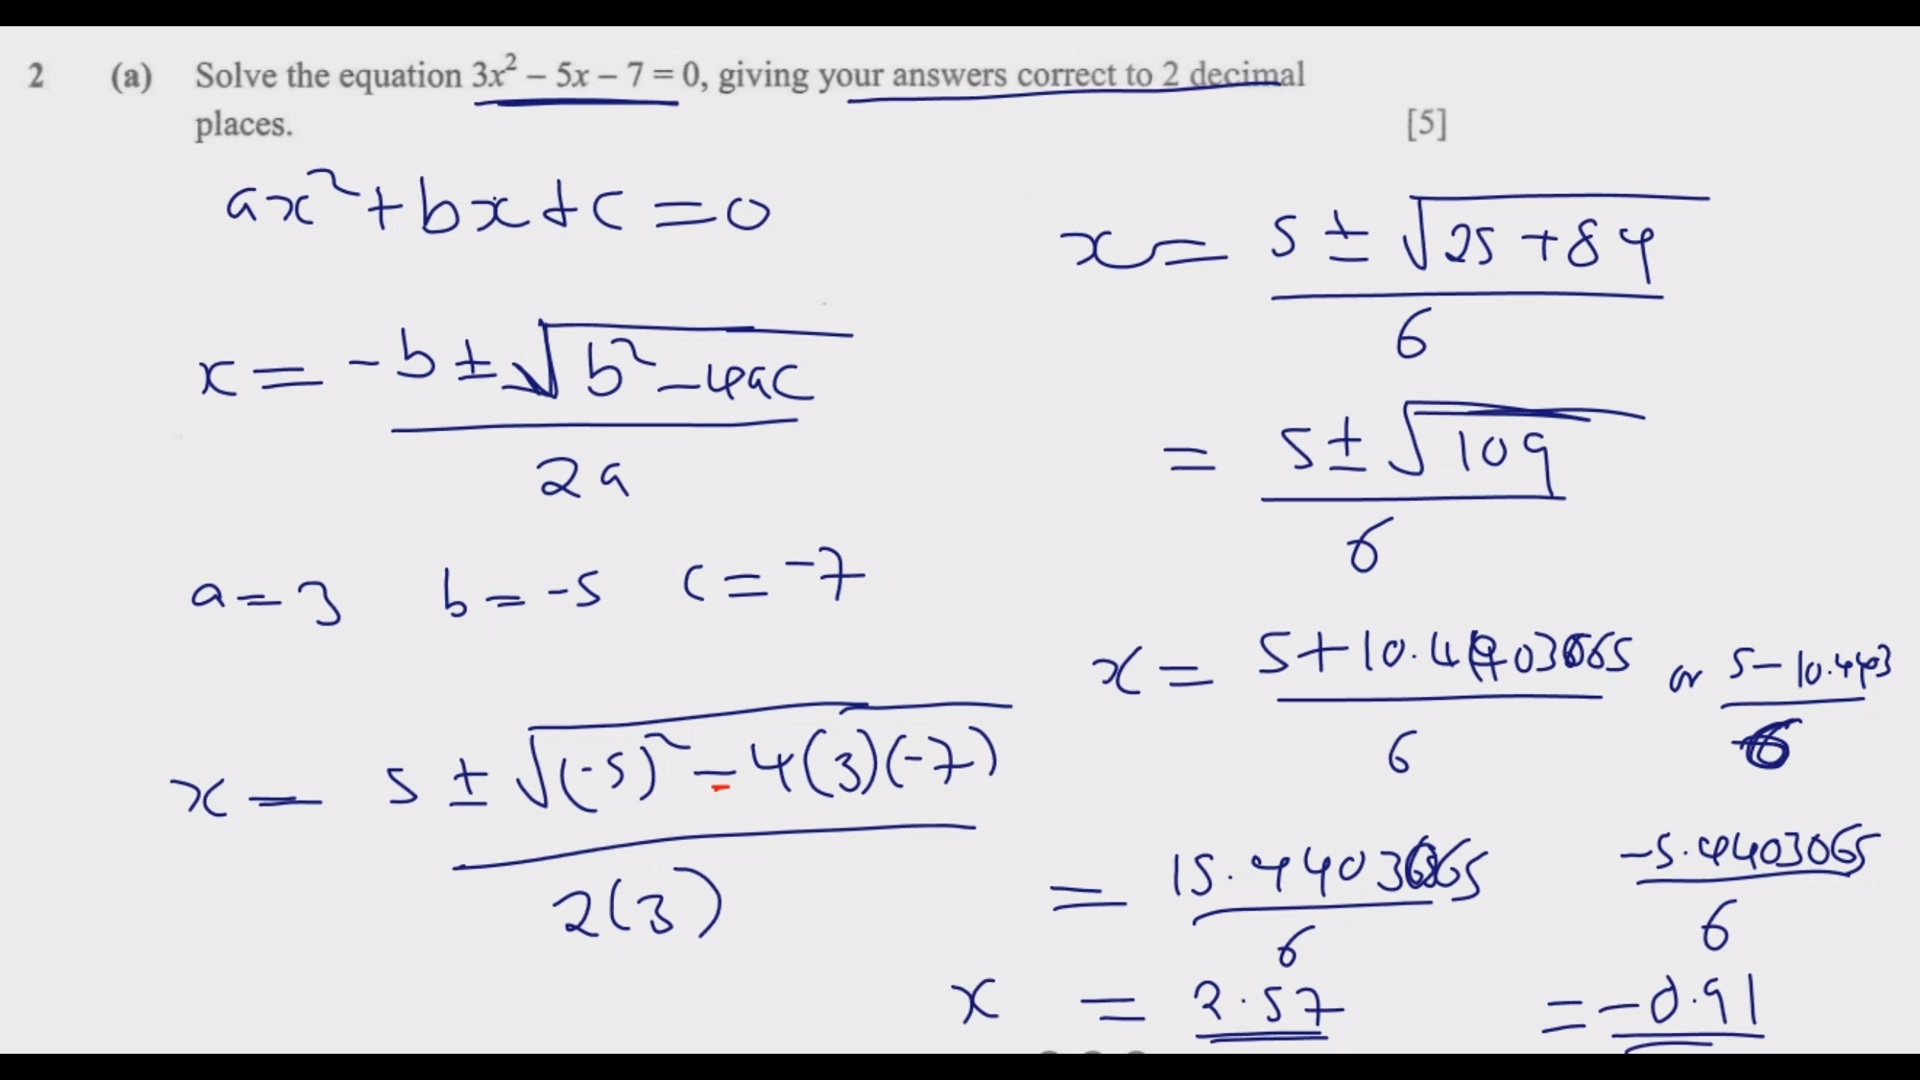 2 (a) Solve the equation 3x² – 5x – 7 = 0, giving your answers correct to 2 decimal
places. [5]
ax² + bx + c = 0
x = -b ± √(b² - 4ac) / 2a
a = 3 b = -5 c = -7
x = 5 ± √((-5)² - 4(3)(-7)) / 2(3)
x = 5 ± √(25 + 84) / 6
= 5 ± √109 / 6
x = 5 + 10.4403065 / 6 or 5 - 10.443 / 6
= 15.4403065 / 6 -5.4403065 / 6
x = 2.57 = -0.91